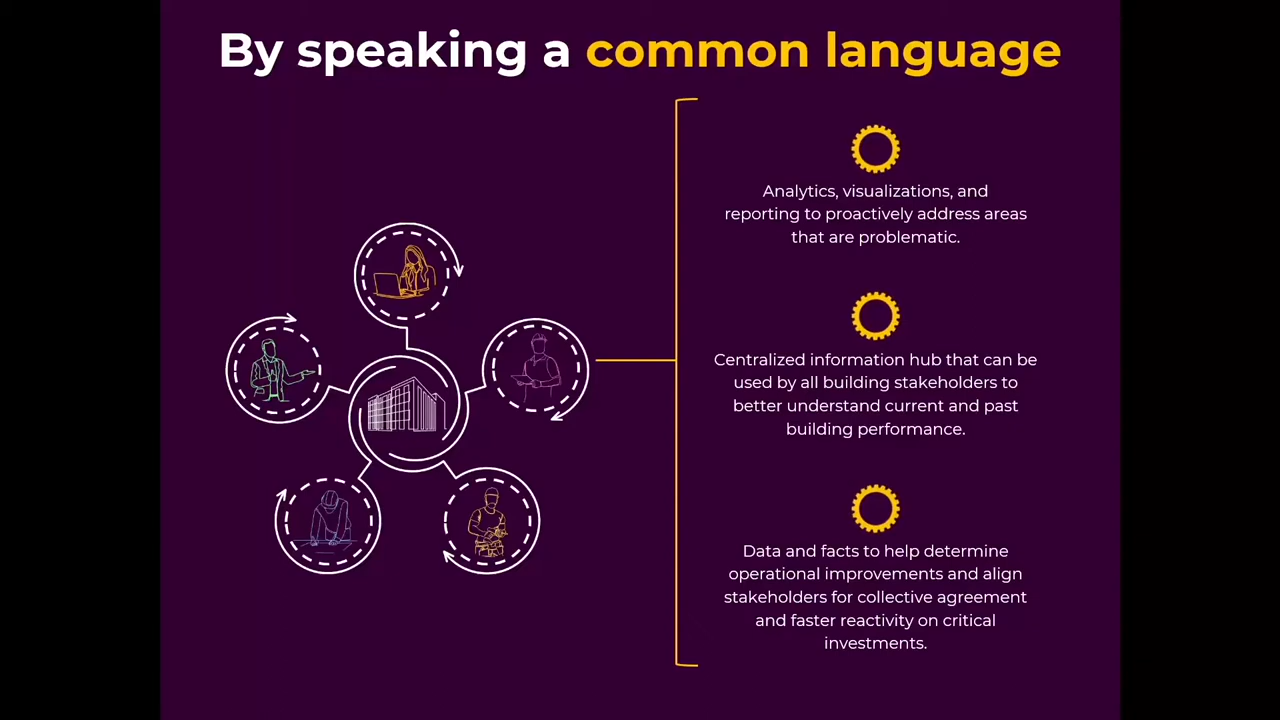 By speaking a common language
Analytics, visualizations, and
reporting to proactively address areas
that are problematic.
Centralized information hub that can be
used by all building stakeholders to
better understand current and past
building performance.
Data and facts to help determine
operational improvements and align
stakeholders for collective agreement
and faster reactivity on critical
investments.